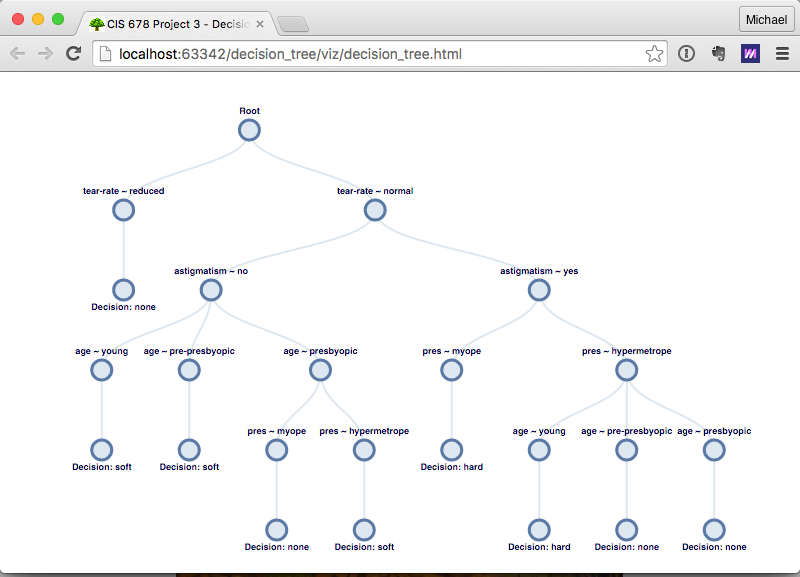 CIS 678 Project 3 - Decisio
Michael
localhost:63342/decision_tree/viz/decision_tree.html
Root
tear-rate ~ reduced
tear-rate ~ normal
astigmatism ~ no
astigmatism ~ yes
Decision: none
age ~ young
age ~ pre-presbyopic
age ~ presbyopic
pres ~ myope
pres ~ hypermetrope
pres ~ myope
pres ~ hypermetrope
age ~ young
age ~ pre-presbyopic
age ~ presbyopic
Decision: soft
Decision: soft
Decision: hard
Decision: none
Decision: soft
Decision: hard
Decision: none
Decision: none